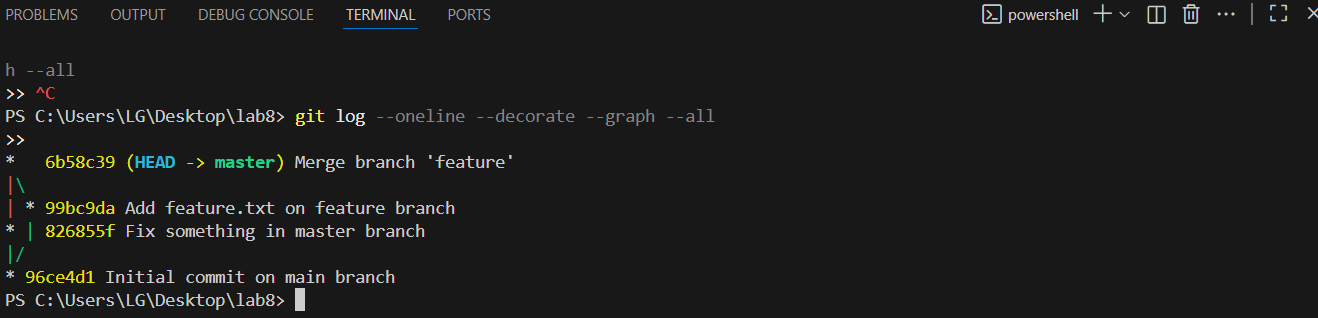 PROBLEMS OUTPUT DEBUG CONSOLE TERMINAL PORTS powershell
h --all
>> ^C
PS C:\Users\LG\Desktop\lab8> git log --oneline --decorate --graph --all
>>
*   6b58c39 (HEAD -> master) Merge branch 'feature'
|\
| * 99bc9da Add feature.txt on feature branch
* | 826855f Fix something in master branch
|/
* 96ce4d1 Initial commit on main branch
PS C:\Users\LG\Desktop\lab8>